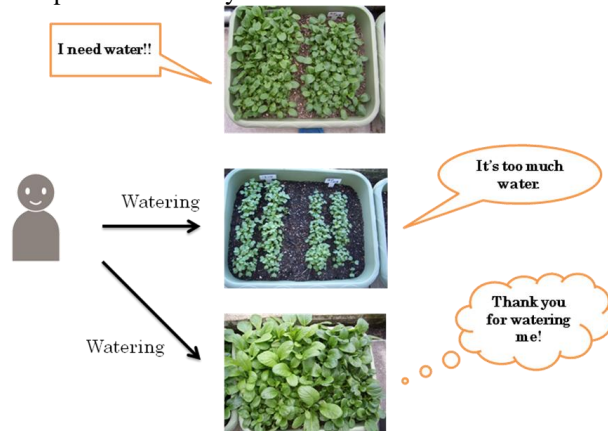 I need water!!
Watering
It's too much
water.
Watering
Thank you
for watering
me!